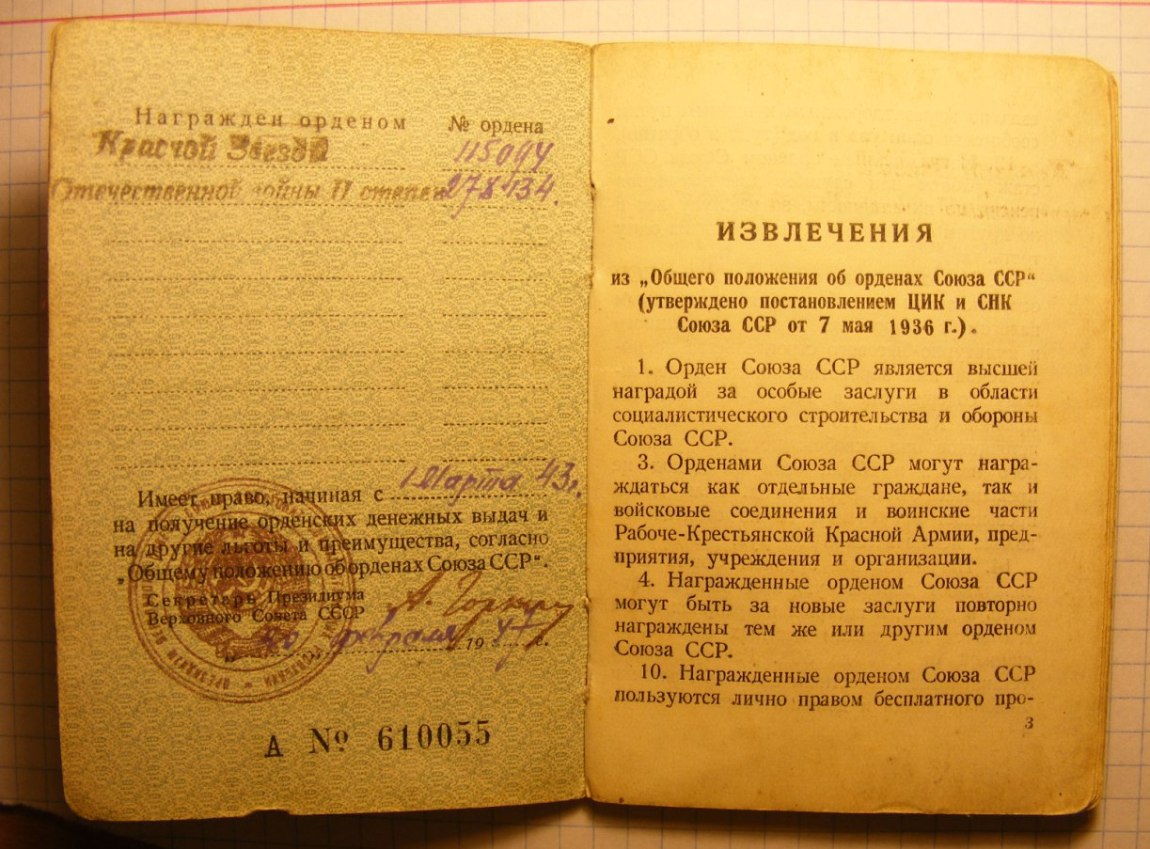 Награжден орденом № ордена
Красной Звезды 115094
Отечественной войны II степени 278434.
Имеет право, начиная с 1 Марта 43г.
на получение орденских денежных выдач и
на другие льготы и преимущества, согласно
„Общему положению об орденах Союза ССР“.
Секретарь Президиума
Верховного Совета СССР А. Горкин
февраля 1947 г.
А № 610055
ИЗВЛЕЧЕНИЯ
из „Общего положения об орденах Союза ССР“
(утверждено постановлением ЦИК и СНК
Союза ССР от 7 мая 1936 г.).
1. Орден Союза ССР является высшей
наградой за особые заслуги в области
социалистического строительства и обороны
Союза ССР.
3. Орденами Союза ССР могут награ-
ждаться как отдельные граждане, так и
войсковые соединения и воинские части
Рабоче-Крестьянской Красной Армии, пред-
приятия, учреждения и организации.
4. Награжденные орденом Союза ССР
могут быть за новые заслуги повторно
награждены тем же или другим орденом
Союза ССР.
10. Награжденные орденом Союза ССР
пользуются лично правом бесплатного про-
3